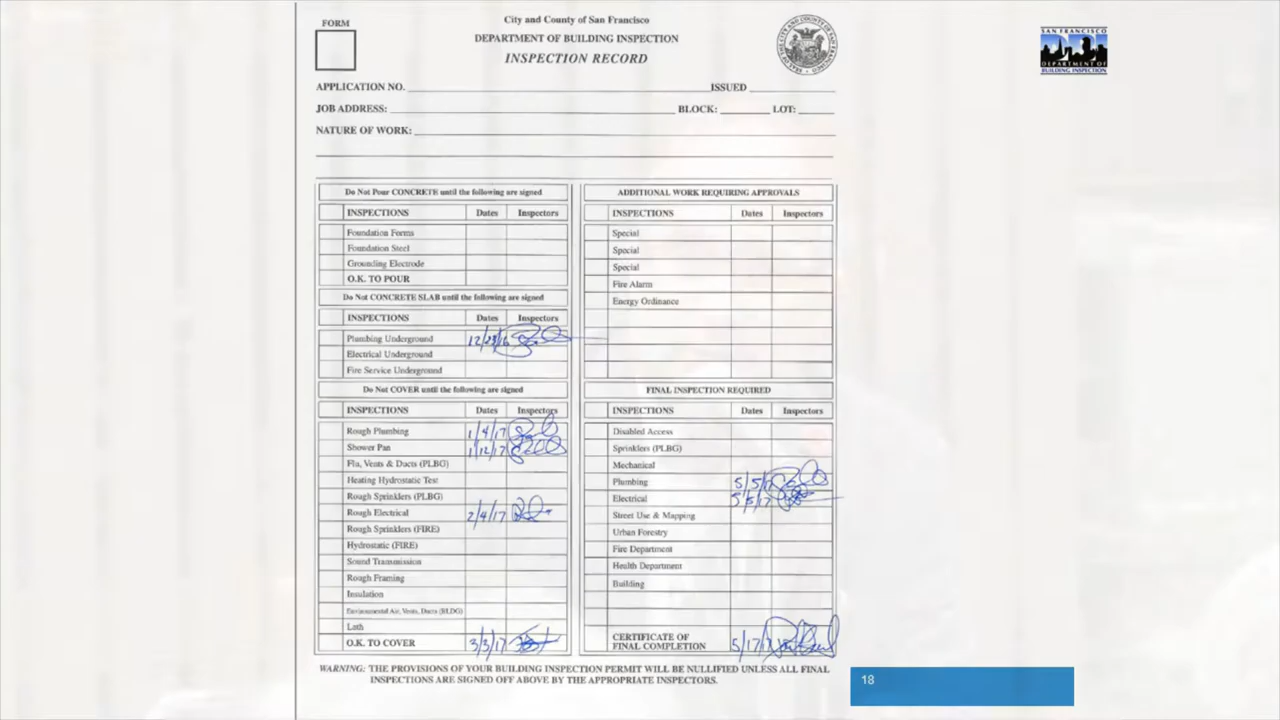 FORM
City and County of San Francisco
DEPARTMENT OF BUILDING INSPECTION
INSPECTION RECORD
SAN FRANCISCO
DEPARTMENT OF
BUILDING INSPECTION
APPLICATION NO. ISSUED
JOB ADDRESS: BLOCK: LOT:
NATURE OF WORK:
Do Not Pour CONCRETE until the following are signed
INSPECTIONS Dates Inspectors
Foundation Forms
Foundation Steel
Grounding Electrode
O.K. TO POUR
Do Not CONCRETE SLAB until the following are signed
INSPECTIONS Dates Inspectors
Plumbing Underground
Electrical Underground
Fire Service Underground
Do Not COVER until the following are signed
INSPECTIONS Dates Inspectors
Rough Plumbing 1/4/17
Shower Pan 1/12/17
Flu, Vents & Ducts (PLBG)
Heating Hydrostatic Test
Rough Sprinklers (PLBG)
Rough Electrical 2/4/17
Rough Sprinklers (FIRE)
Hydrostatic (FIRE)
Sound Transmission
Rough Framing
Insulation
Environmental Air, Vents, Ducts (BLDG)
Lath
O.K. TO COVER 3/3/17
ADDITIONAL WORK REQUIRING APPROVALS
INSPECTIONS Dates Inspectors
Special
Special
Special
Fire Alarm
Energy Ordinance
FINAL INSPECTION REQUIRED
INSPECTIONS Dates Inspectors
Disabled Access
Sprinklers (PLBG)
Mechanical
Plumbing 5/5/17
Electrical 5/5/17
Street Use & Mapping
Urban Forestry
Fire Department
Health Department
Building
CERTIFICATE OF
FINAL COMPLETION 5/17/17
WARNING: THE PROVISIONS OF YOUR BUILDING INSPECTION PERMIT WILL BE NULLIFIED UNLESS ALL FINAL
INSPECTIONS ARE SIGNED OFF ABOVE BY THE APPROPRIATE INSPECTORS.
18